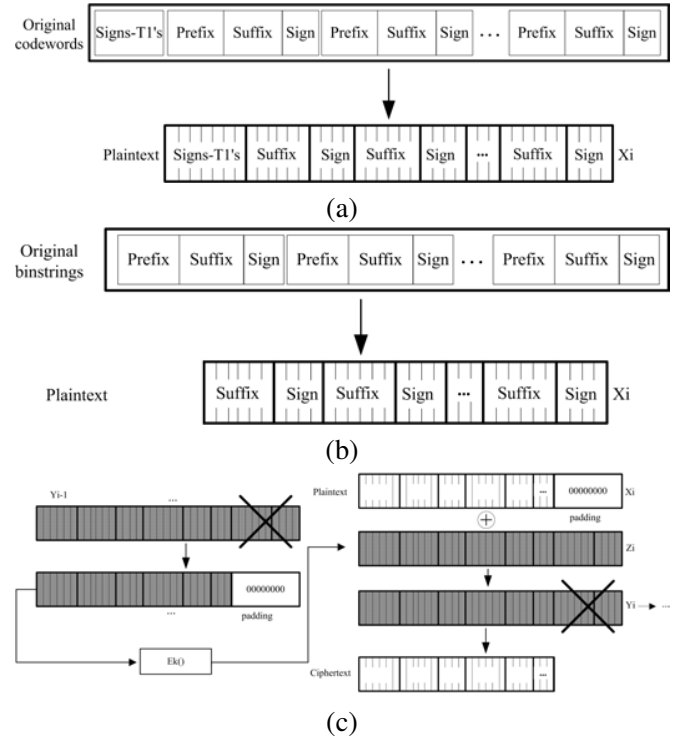 Original codewords
Signs-T1's Prefix Suffix Sign Prefix Suffix Sign ... Prefix Suffix Sign
Plaintext Signs-T1's Suffix Sign Suffix Sign ... Suffix Sign Xi
(a)
Original binstrings
Prefix Suffix Sign Prefix Suffix Sign ... Prefix Suffix Sign
Plaintext Suffix Sign Suffix Sign ... Suffix Sign Xi
(b)
Yi-1 ...
00000000
... padding
Ek()
Plaintext ... 00000000 Xi
padding
+
Zi
Yi ...
Ciphertext ...
(c)